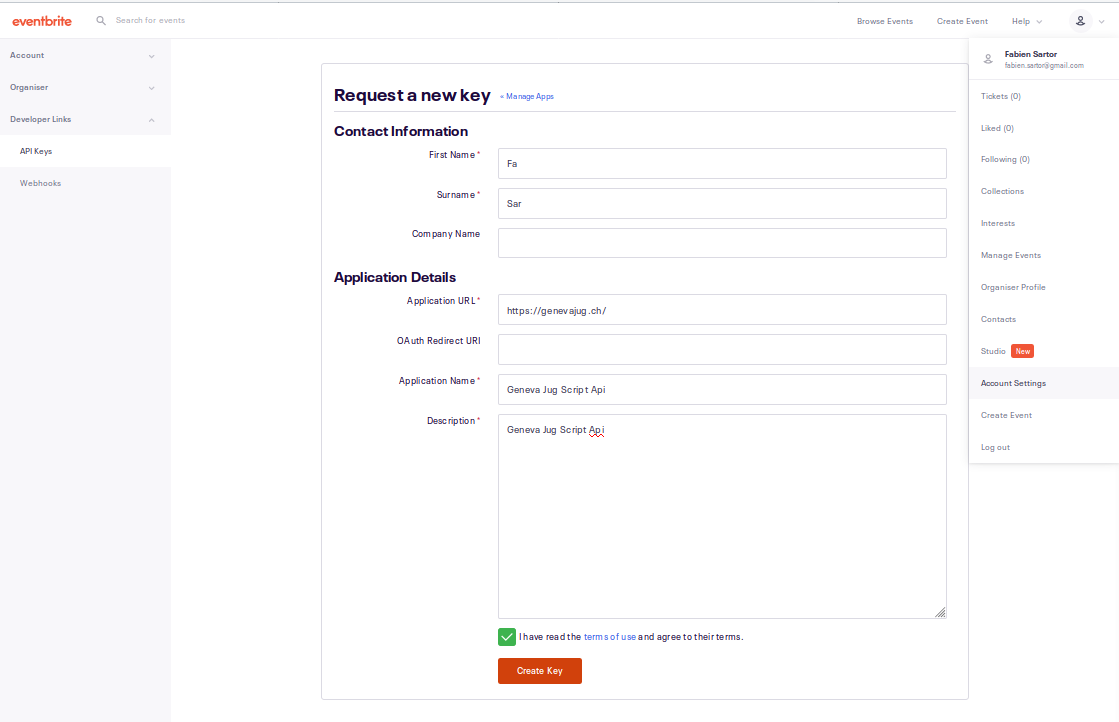 eventbrite
Search for events
Browse Events
Create Event
Help
Account
Organiser
Developer Links
API Keys
Webhooks
Request a new key
« Manage Apps
Contact Information
First Name *
Fa
Surname *
Sar
Company Name
Application Details
Application URL *
https://genevajug.ch/
OAuth Redirect URI
Application Name *
Geneva Jug Script Api
Description *
Geneva Jug Script Api
I have read the terms of use and agree to their terms.
Create Key
Fabien Sartor
fabien.sartor@gmail.com
Tickets (0)
Liked (0)
Following (0)
Collections
Interests
Manage Events
Organiser Profile
Contacts
Studio New
Account Settings
Create Event
Log out